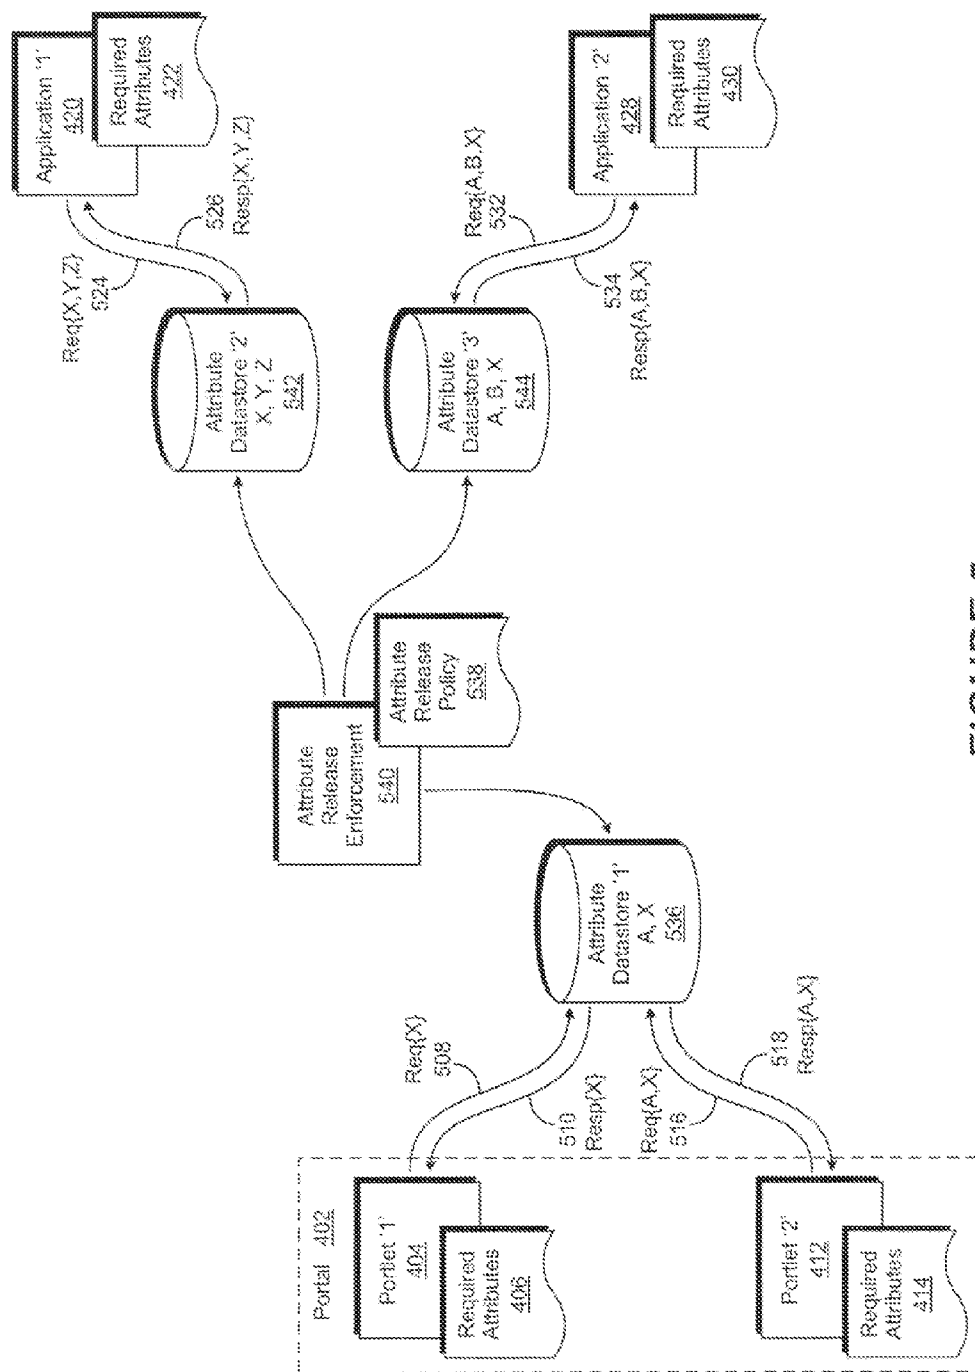 Portal 402
Portlet '1'
404
Required
Attributes
406
Portlet '2'
412
Required
Attributes
414
Req{X}
508
510
Resp{X}
Req{A,X}
516
518
Resp{A,X}
Attribute
Datastore '1'
A, X
536
Attribute
Release
Enforcement
540
Attribute
Release
Policy
538
Attribute
Datastore '2'
X, Y, Z
542
Attribute
Datastore '3'
A, B, X
544
Req{X,Y,Z}
524
526
Resp{X,Y,Z}
Req{A,B,X}
532
534
Resp{A,B,X}
Application '1'
420
Required
Attributes
422
Application '2'
428
Required
Attributes
430